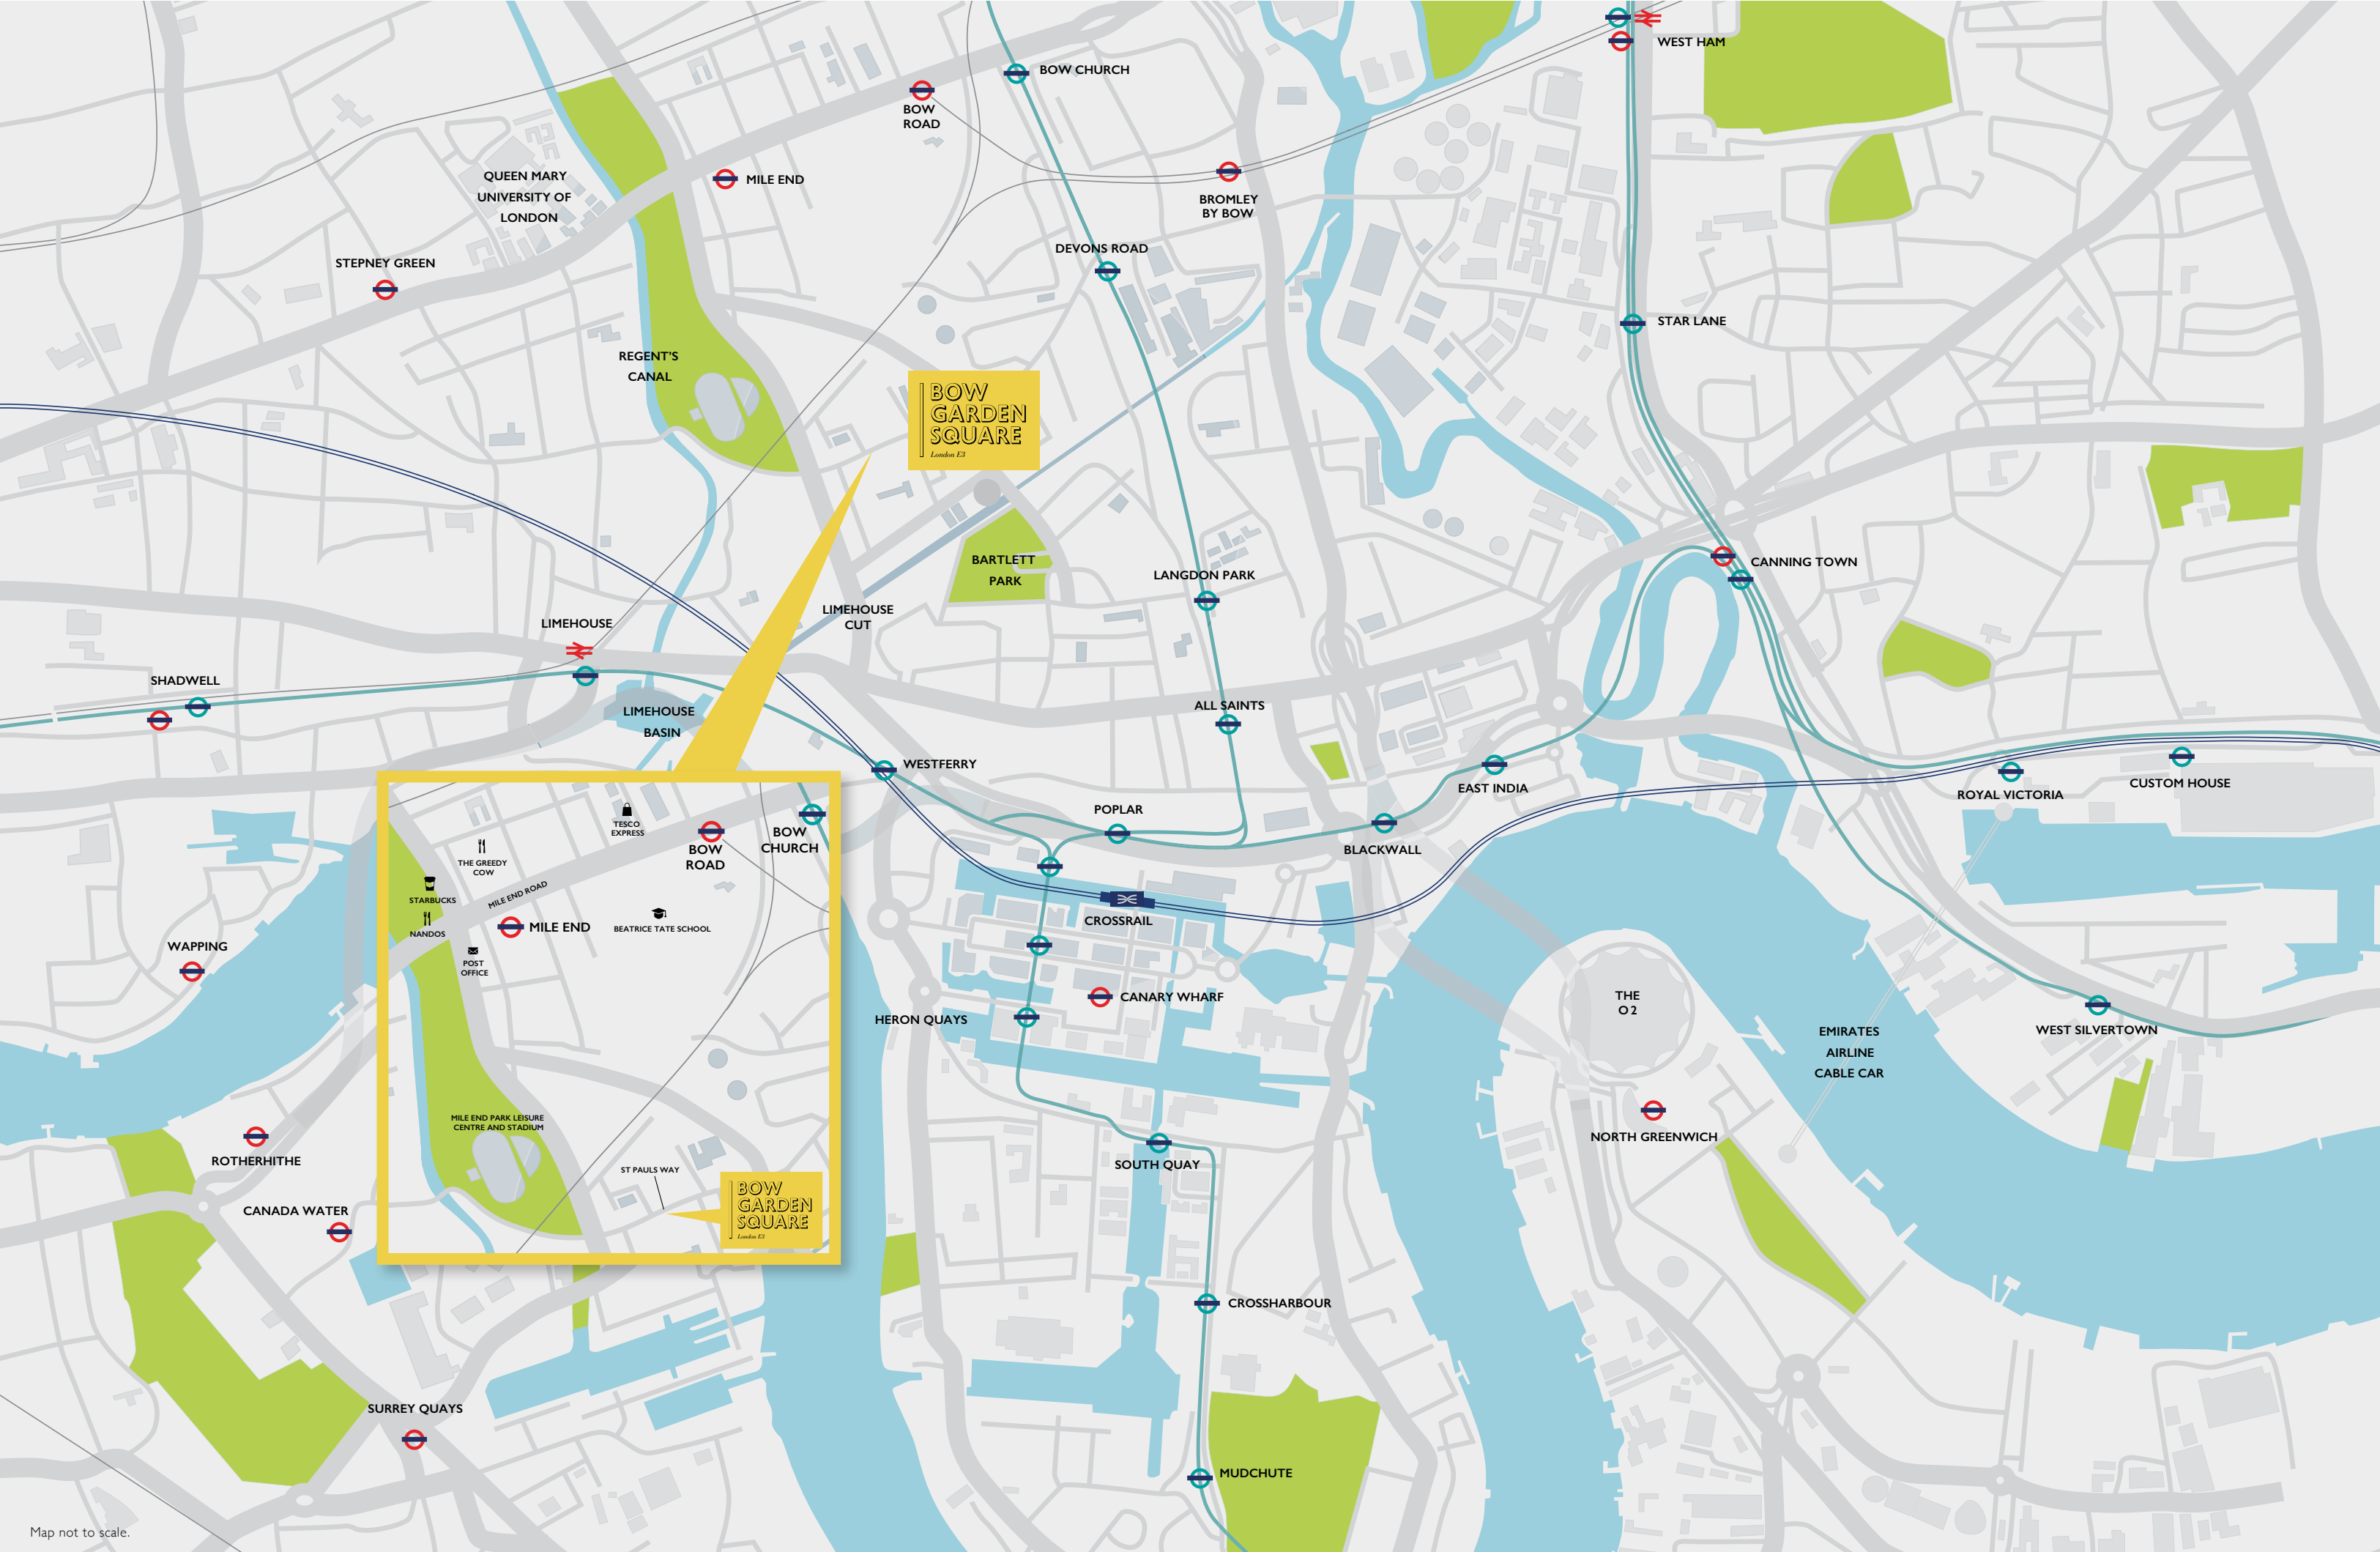 WEST HAM
BOW CHURCH
BOW
ROAD
QUEEN MARY
UNIVERSITY OF
LONDON
MILE END
BROMLEY
BY BOW
DEVONS ROAD
STEPNEY GREEN
STAR LANE
REGENT'S
CANAL
BOW
GARDEN
SQUARE
London E3
BARTLETT
PARK
LANGDON PARK
CANNING TOWN
LIMEHOUSE
CUT
LIMEHOUSE
SHADWELL
LIMEHOUSE
BASIN
ALL SAINTS
WESTFERRY
EAST INDIA
ROYAL VICTORIA
CUSTOM HOUSE
POPLAR
BLACKWALL
CROSSRAIL
TESCO
EXPRESS
BOW
ROAD
BOW
CHURCH
THE GREEDY
COW
MILE END ROAD
STARBUCKS
NANDOS
MILE END
BEATRICE TATE SCHOOL
POST
OFFICE
MILE END PARK LEISURE
CENTRE AND STADIUM
ST PAULS WAY
BOW
GARDEN
SQUARE
London E3
WAPPING
CANARY WHARF
HERON QUAYS
THE
O2
EMIRATES
AIRLINE
CABLE CAR
WEST SILVERTOWN
NORTH GREENWICH
ROTHERHITHE
SOUTH QUAY
CANADA WATER
CROSSHARBOUR
SURREY QUAYS
MUDCHUTE
Map not to scale.